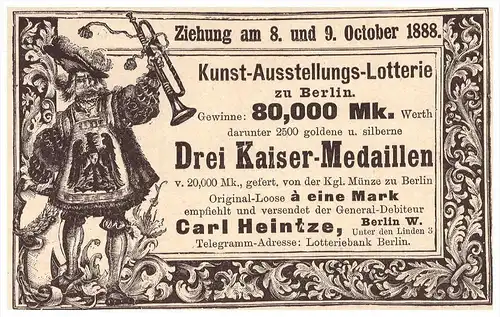 Ziehung am 8. und 9. October 1888.
Kunst-Ausstellungs-Lotterie
zu Berlin.
Gewinne: 80,000 Mk. Werth
darunter 2500 goldene u. silberne
Drei Kaiser-Medaillen
v. 20,000 Mk., gefert. von der Kgl. Münze zu Berlin
Original-Loose à eine Mark
empfiehlt und versendet der General-Debiteur
Carl Heintze, Berlin W. Unter den Linden 3
Telegramm-Adresse: Lotteriebank Berlin.